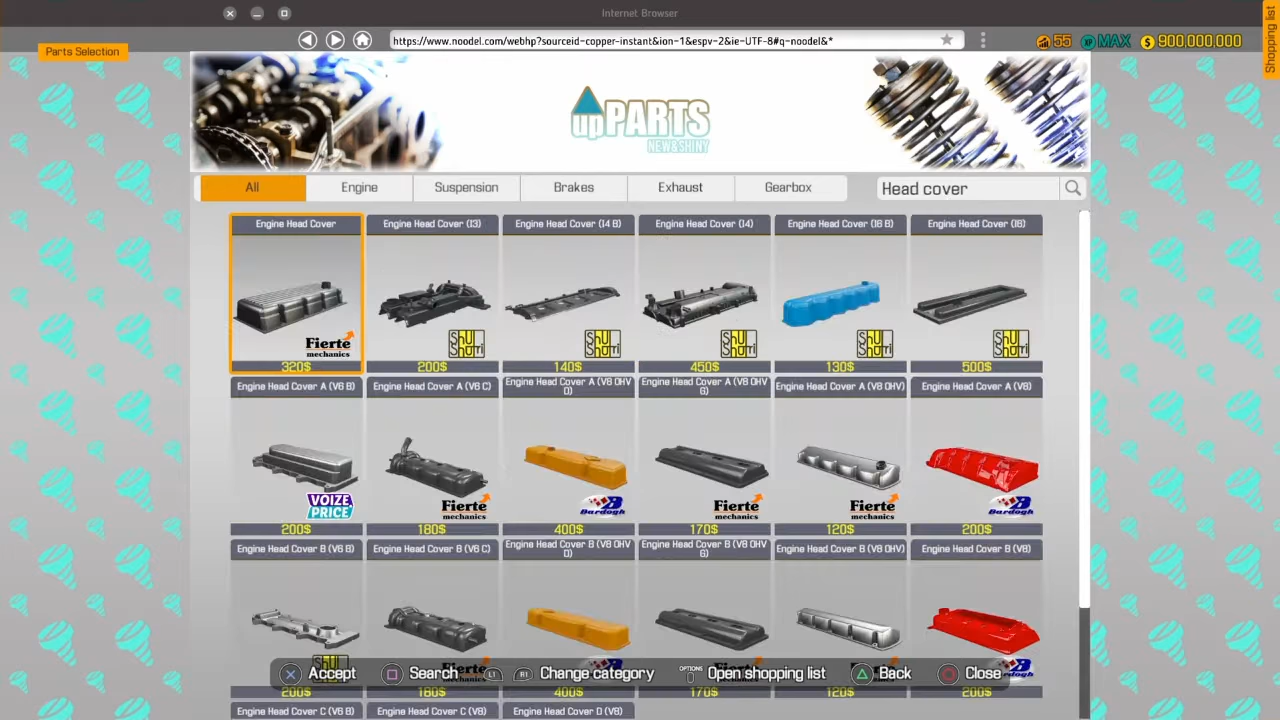 Internet Browser
https://www.noodel.com/webhp?sourceid-copper-instant&ion-1&espv-2&ie-UTF-8#q-noodel&*
55 MAX $ 900,000,000
Shopping list
Parts Selection
upPARTS
NEW&SHINY
All Engine Suspension Brakes Exhaust Gearbox Head cover
Engine Head Cover Engine Head Cover (I3) Engine Head Cover (I4 B) Engine Head Cover (I4) Engine Head Cover (I6 B) Engine Head Cover (I6)
Fierte mechanics
320$ 200$ 140$ 450$ 130$ 500$
Engine Head Cover A (V6 B) Engine Head Cover A (V6 C) Engine Head Cover A (V8 OHV D) Engine Head Cover A (V8 OHV G) Engine Head Cover A (V8 OHV) Engine Head Cover A (V8)
VOIZE PRICE Fierte mechanics Bardogh Fierte mechanics Fierte mechanics Bardogh
200$ 180$ 400$ 170$ 120$ 200$
Engine Head Cover B (V6 B) Engine Head Cover B (V6 C) Engine Head Cover B (V8 OHV D) Engine Head Cover B (V8 OHV G) Engine Head Cover B (V8 OHV) Engine Head Cover B (V8)
Accept Search L1 R1 Change category OPTIONS Open shopping list Back Close
200$ 180$ 400$ 170$ 120$ 200$
Engine Head Cover C (V6 B) Engine Head Cover C (V8) Engine Head Cover D (V8)